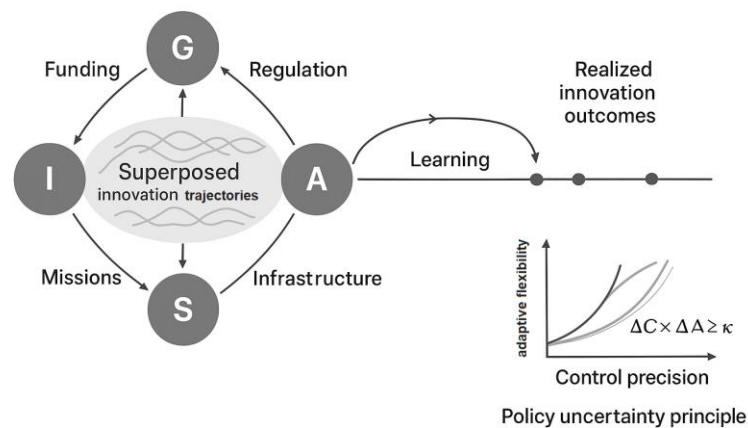 G
Funding
Regulation
I
Superposed
innovation trajectories
A
Missions
Infrastructure
S
Learning
Realized
innovation
outcomes
adaptive flexibility
ΔC × ΔA ≥ κ
Control precision
Policy uncertainty principle